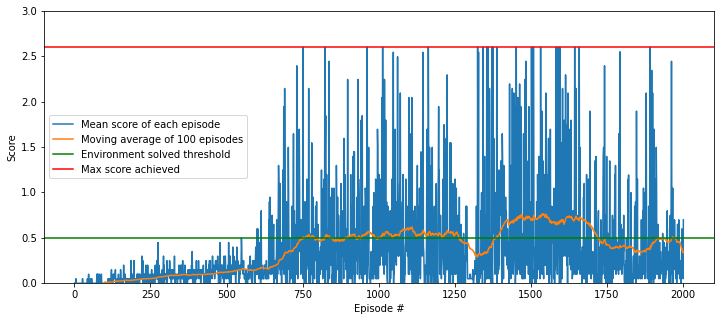 3.0
2.5
2.0
1.5
1.0
0.5
0.0
Score
Mean score of each episode
Moving average of 100 episodes
Environment solved threshold
Max score achieved
0 250 500 750 1000 1250 1500 1750 2000
Episode #